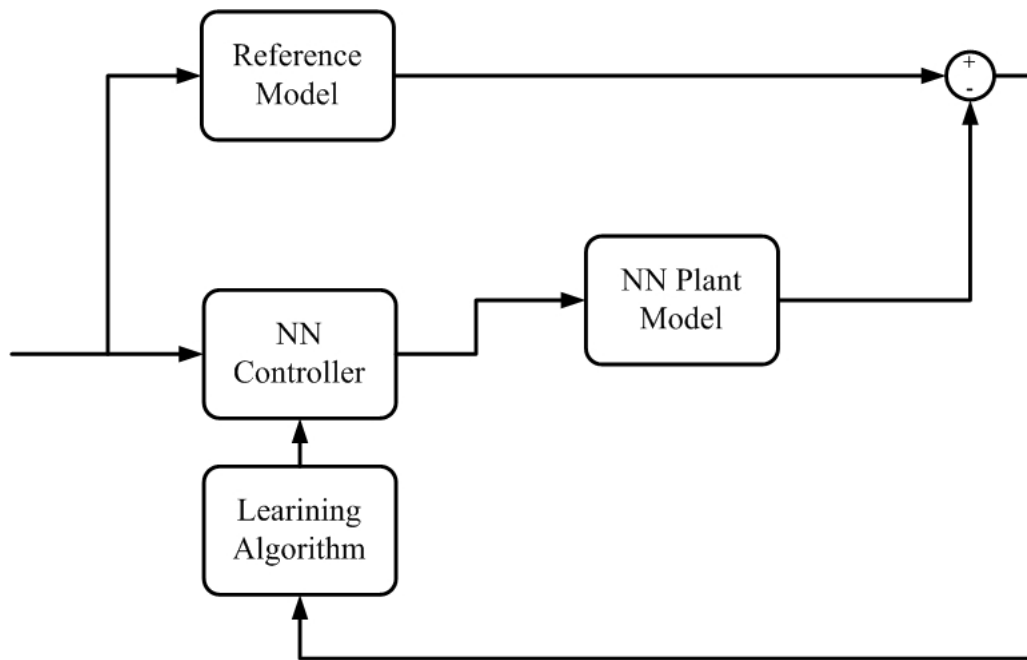 Reference
Model
+
-
NN Plant
Model
NN
Controller
Learining
Algorithm